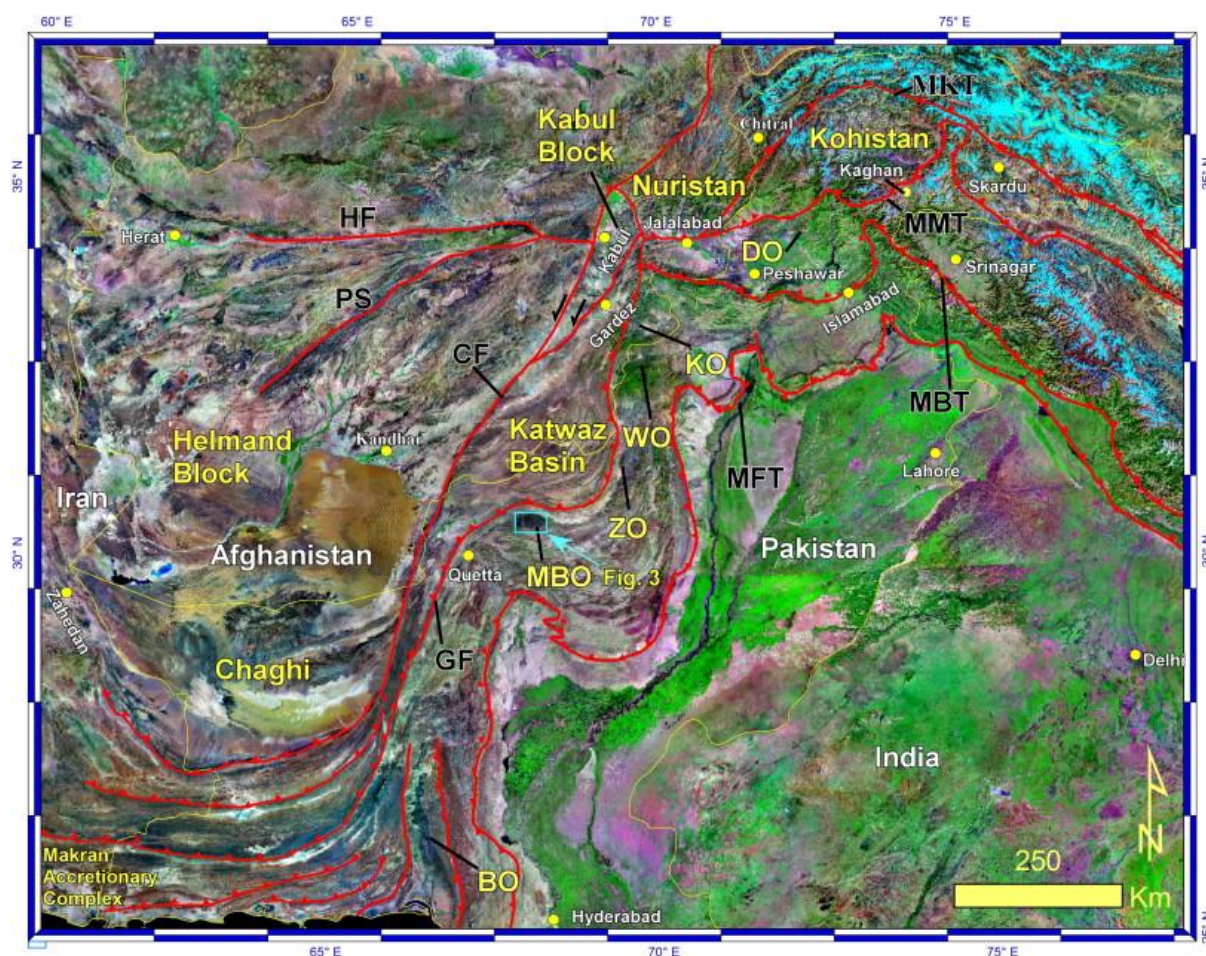 60° E
65° E
70° E
75° E
MKT
Kabul
Block
Chitral
Kohistan
Kaghan
Skardu
35° N
Nuristan
Jalalabad
HF
Herat
Kabul
MMT
DO
Peshawar
Srinagar
PS
Gardez
Islamabad
CF
KO
MBT
Helmand
Block
Kandhar
Katwaz
Basin
WO
Lahore
MFT
Iran
ZO
Afghanistan
Pakistan
30° N
Quetta
MBO
Fig. 3
Zahedan
GF
Chaghi
Delhi
India
Makran
Accretionary
Complex
BO
250
N
Km
Hyderabad
65° E
70° E
75° E